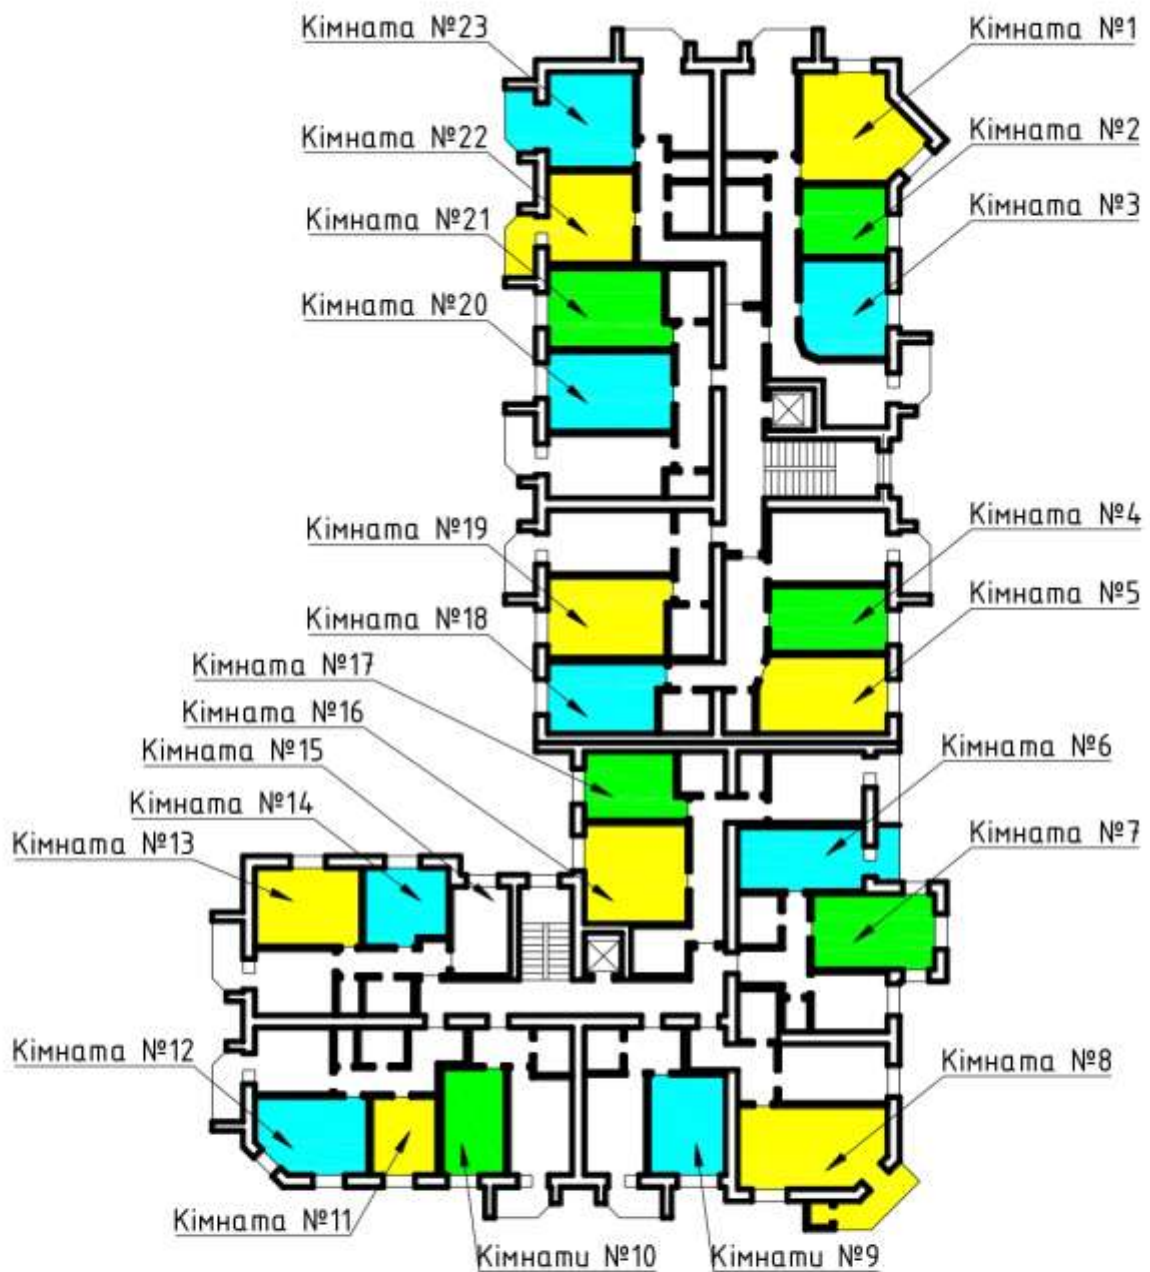 Кімната №23
Кімната №1
Кімната №22
Кімната №2
Кімната №21
Кімната №3
Кімната №20
Кімната №19
Кімната №4
Кімната №18
Кімната №5
Кімната №17
Кімната №16
Кімната №15
Кімната №6
Кімната №14
Кімната №13
Кімната №7
Кімната №12
Кімната №8
Кімната №11
Кімнати №10
Кімнати №9